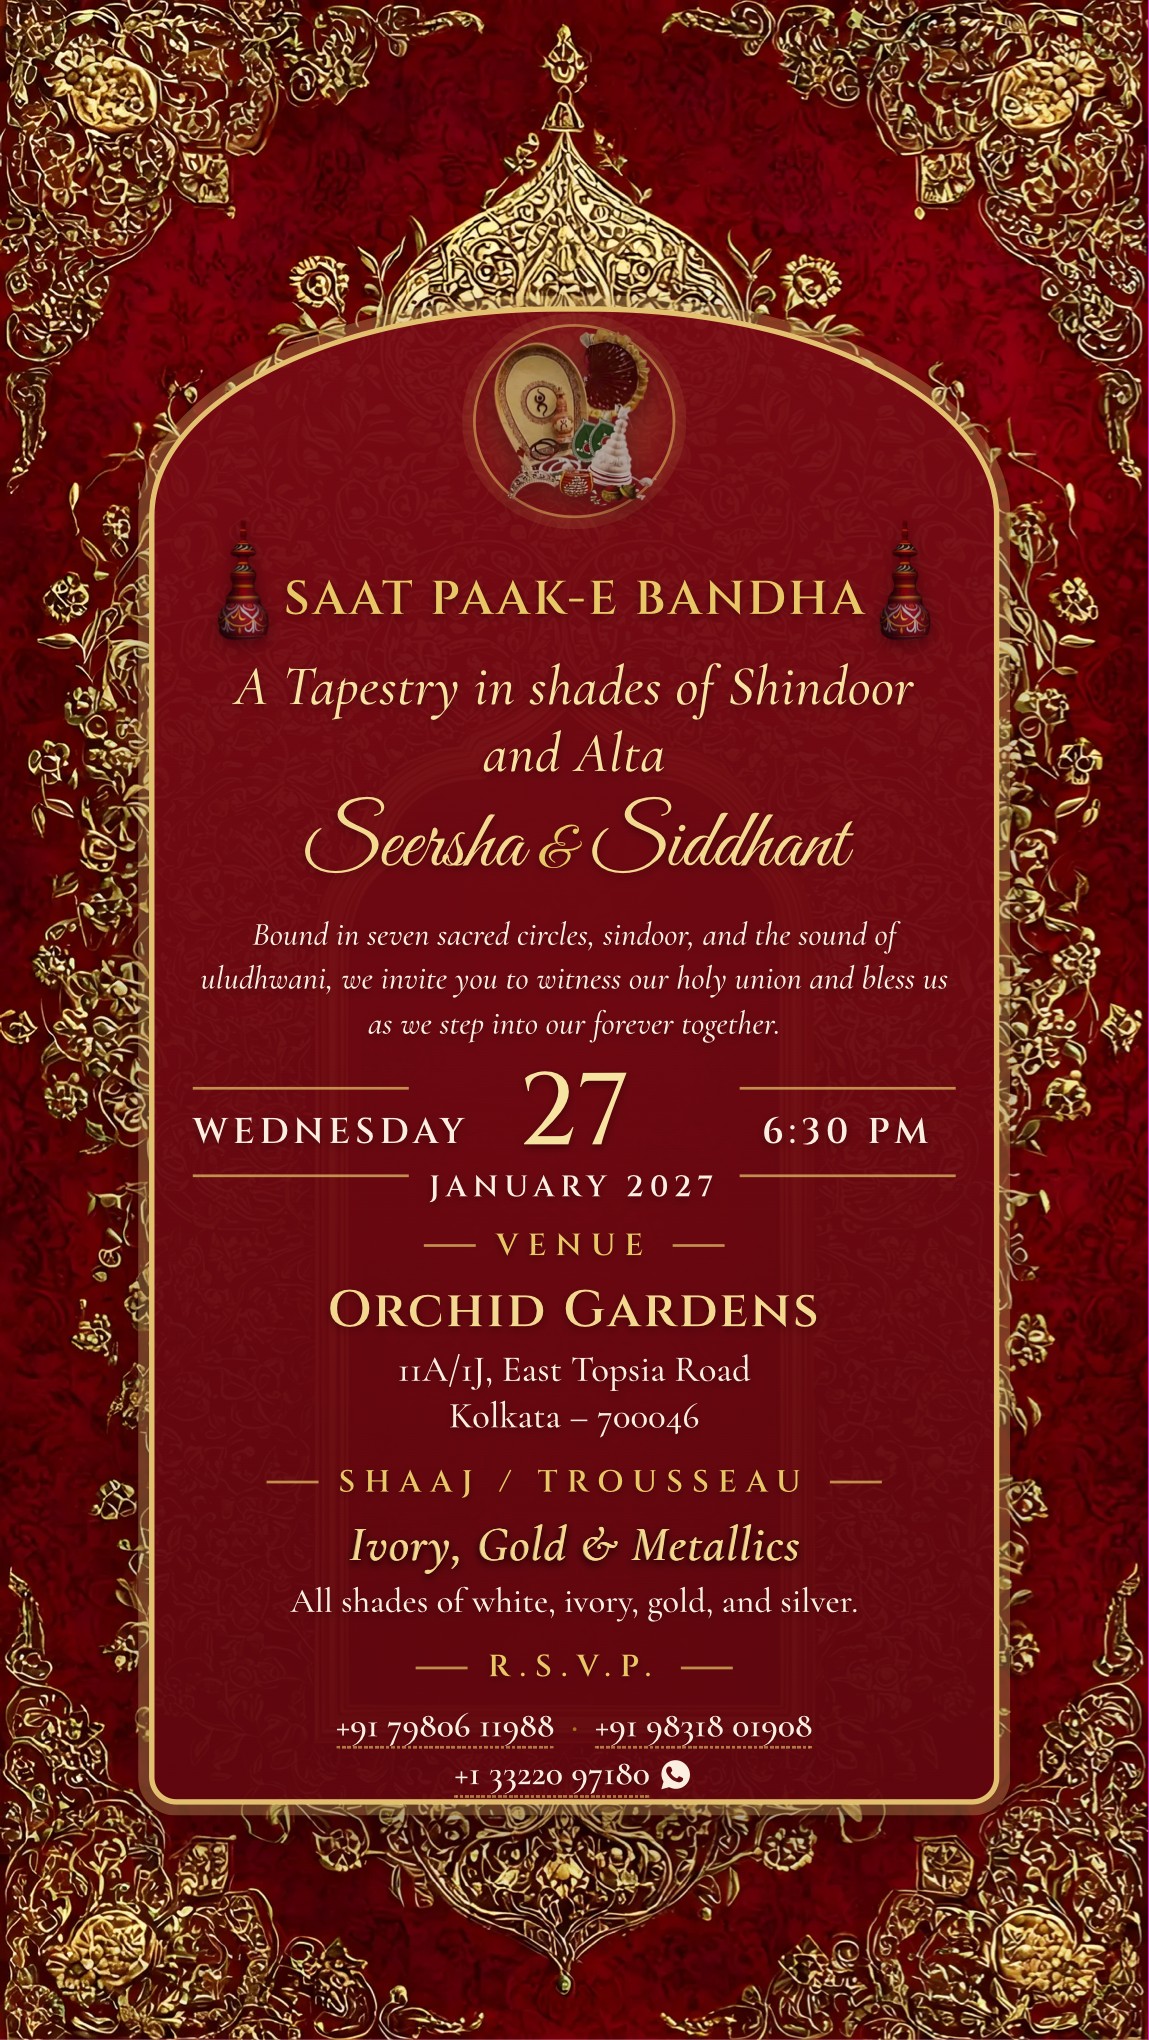 SAAT PAAK-E BANDHA
A Tapestry in shades of Shindoor
and Alta
Seersha & Siddhant
Bound in seven sacred circles, sindoor, and the sound of
uludhwani, we invite you to witness our holy union and bless us
as we step into our forever together.
WEDNESDAY 27 6:30 PM
JANUARY 2027
VENUE
ORCHID GARDENS
11A/1J, East Topsia Road
Kolkata – 700046
SHAAJ / TROUSSEAU
Ivory, Gold & Metallics
All shades of white, ivory, gold, and silver.
R.S.V.P.
+91 79806 11988 · +91 98318 01908
+1 33220 97180